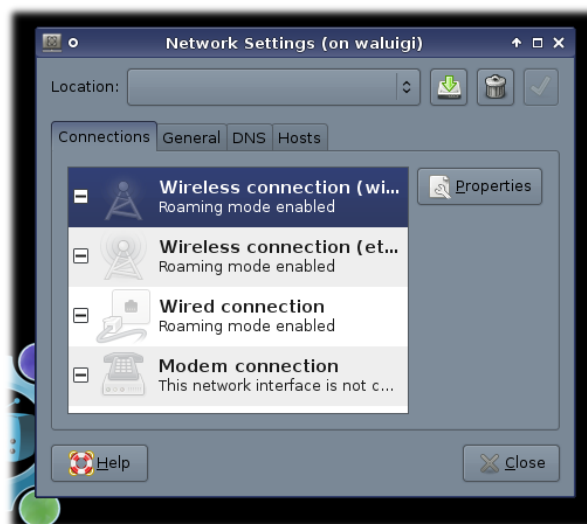 Network Settings (on waluigi)
Location:
Connections General DNS Hosts
Wireless connection (wi...
Roaming mode enabled
Properties
Wireless connection (et...
Roaming mode enabled
Wired connection
Roaming mode enabled
Modem connection
This network interface is not c...
Help Close